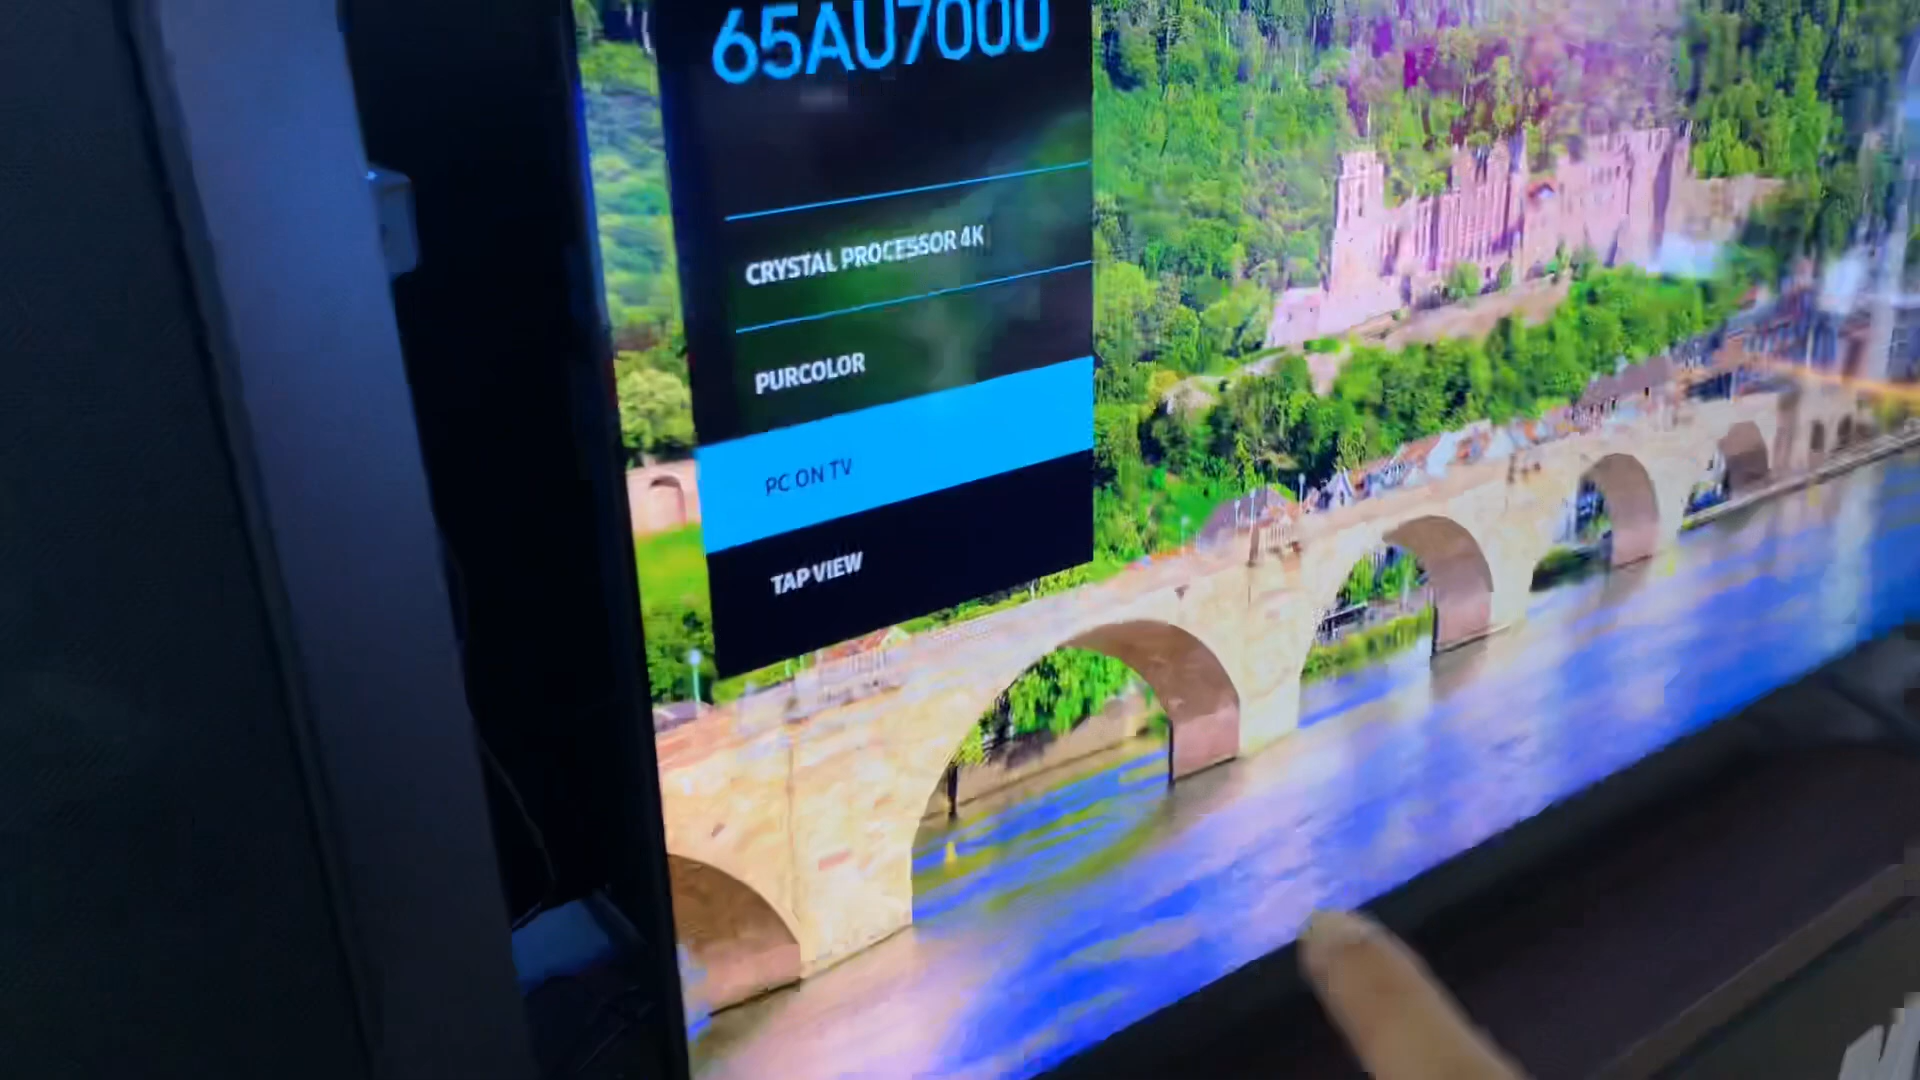 65AU7000
CRYSTAL PROCESSOR 4K
PURCOLOR
PC ON TV
TAP VIEW